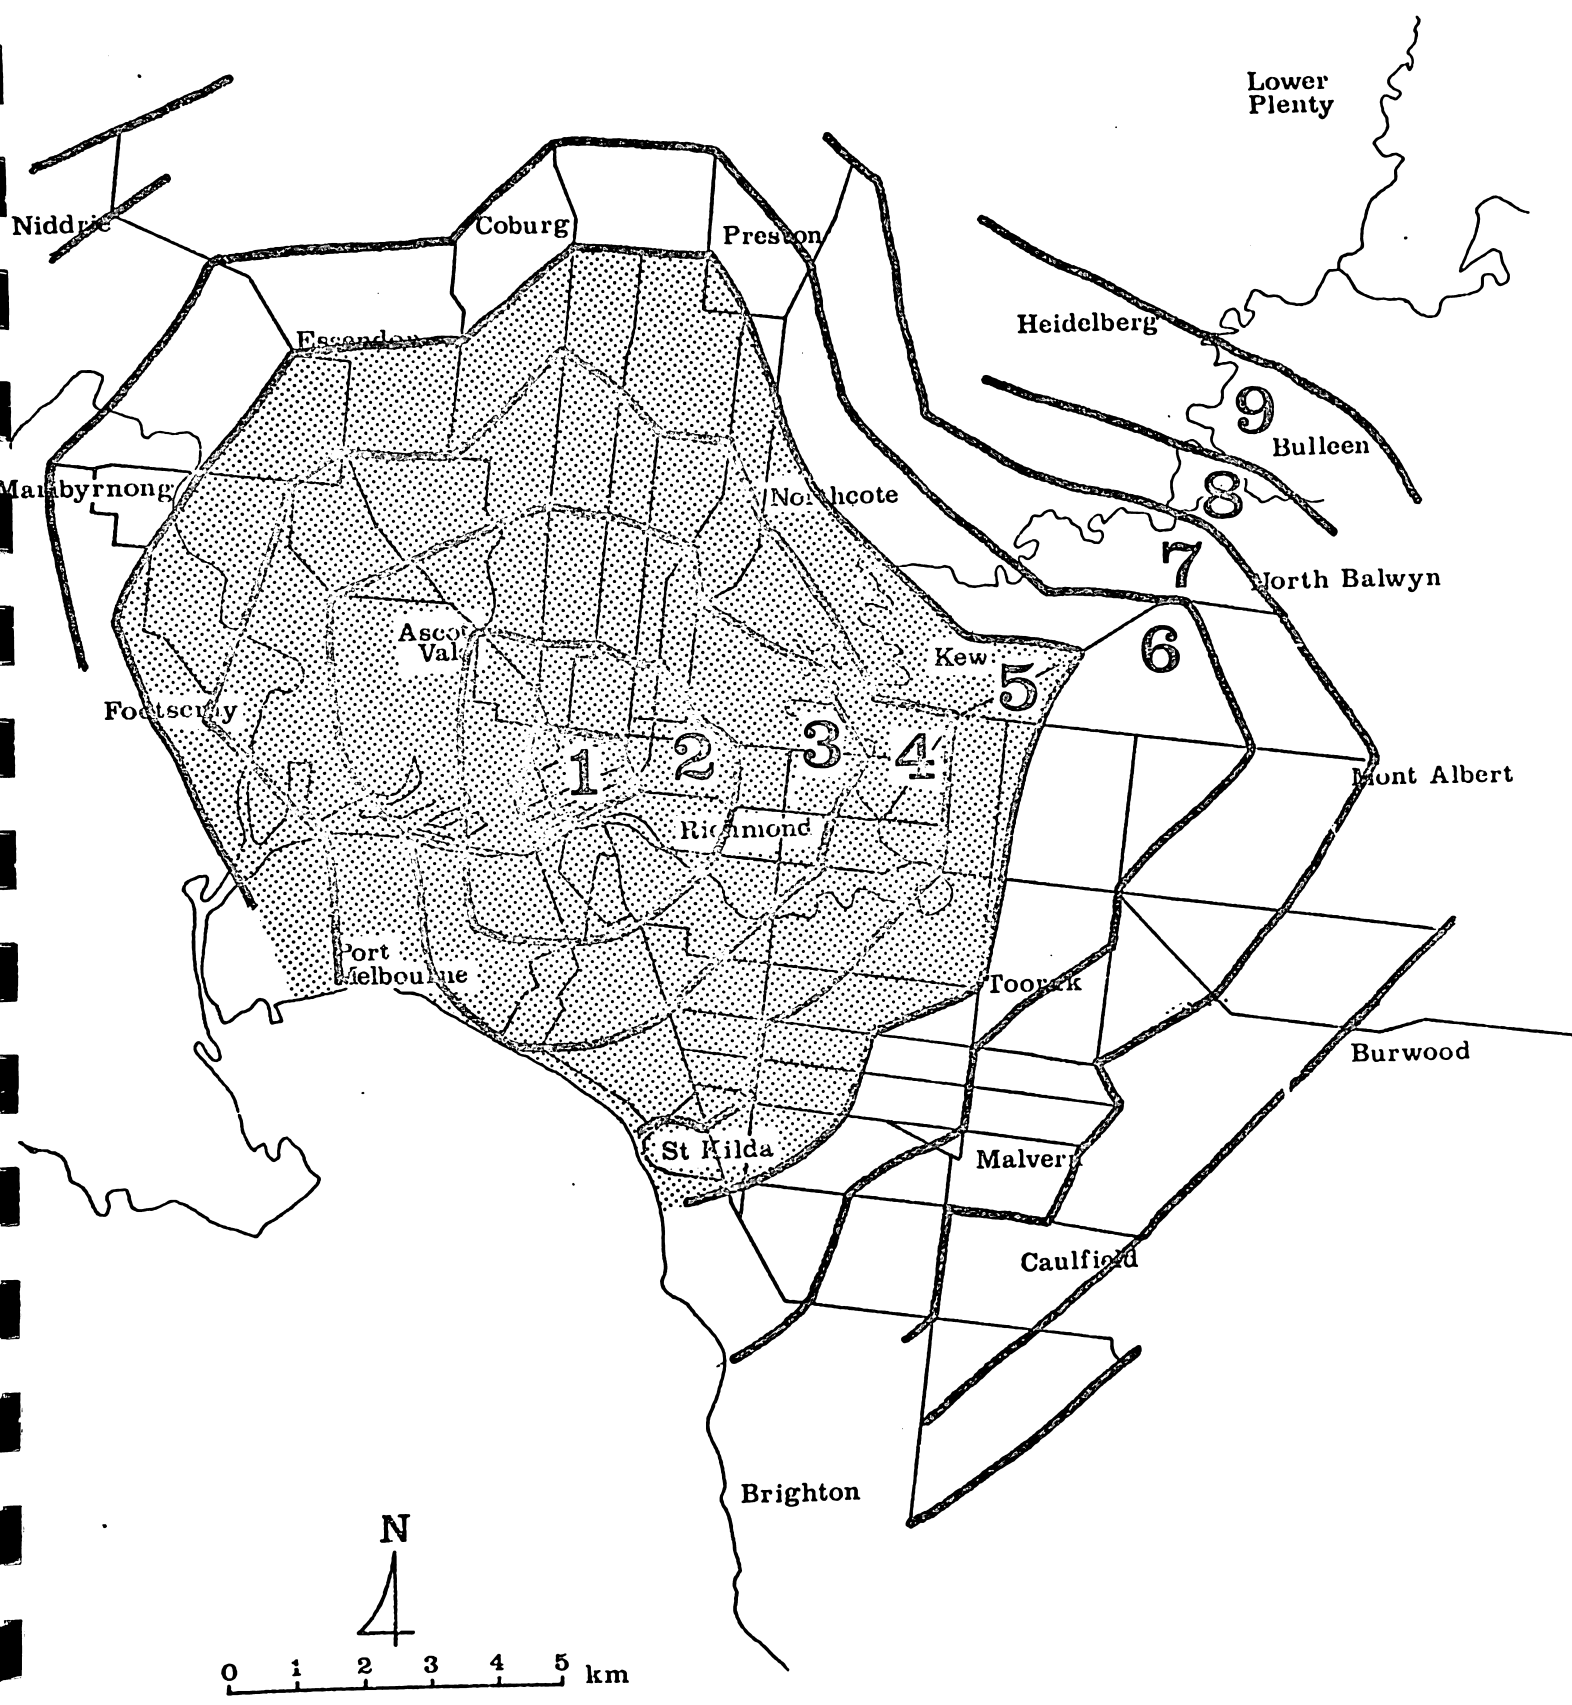 Lower
Plenty
Niddrie
Coburg
Preston
Heidelberg
Essendon
9
Bulleen
Maribyrnong
Northcote
8
7
North Balwyn
Ascot
Vale
Kew
6
5
Footscray
1
2
3
4
Mont Albert
Richmond
Port
Melbourne
Toorak
Burwood
St Kilda
Malvern
Caulfield
Brighton
N
0 1 2 3 4 5 km